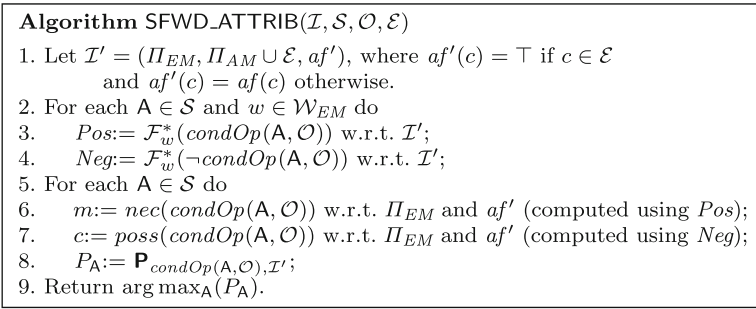 Algorithm SFWD_ATTRIB(𝓘, 𝓢, 𝓞, 𝓔)
1. Let 𝓘′ = (Π_EM, Π_AM ∪ 𝓔, af′), where af′(c) = ⊤ if c ∈ 𝓔
and af′(c) = af(c) otherwise.
2. For each A ∈ 𝓢 and w ∈ 𝓦_EM do
3. Pos:= 𝓕*_w(condOp(A, 𝓞)) w.r.t. 𝓘′;
4. Neg:= 𝓕*_w(¬condOp(A, 𝓞)) w.r.t. 𝓘′;
5. For each A ∈ 𝓢 do
6. m:= nec(condOp(A, 𝓞)) w.r.t. Π_EM and af′ (computed using Pos);
7. c:= poss(condOp(A, 𝓞)) w.r.t. Π_EM and af′ (computed using Neg);
8. P_A:= P_condOp(A,𝓞),𝓘′;
9. Return arg max_A(P_A).